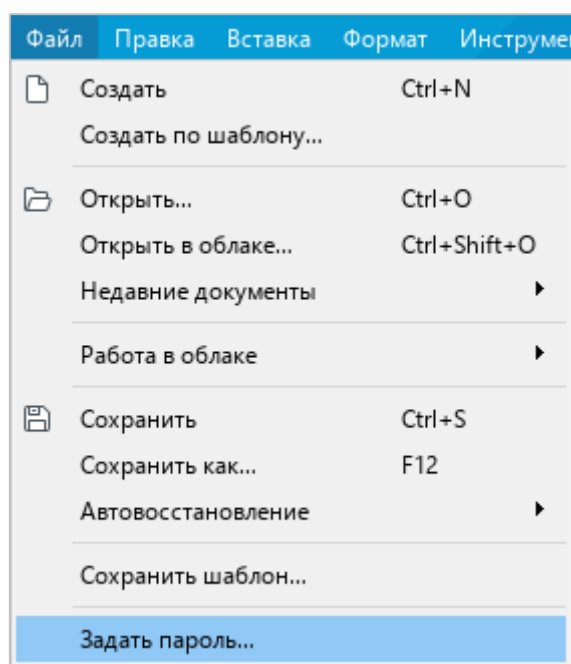 Файл Правка Вставка Формат Инструме
Создать Ctrl+N
Создать по шаблону...
Открыть... Ctrl+O
Открыть в облаке... Ctrl+Shift+O
Недавние документы
Работа в облаке
Сохранить Ctrl+S
Сохранить как... F12
Автовосстановление
Сохранить шаблон...
Задать пароль...